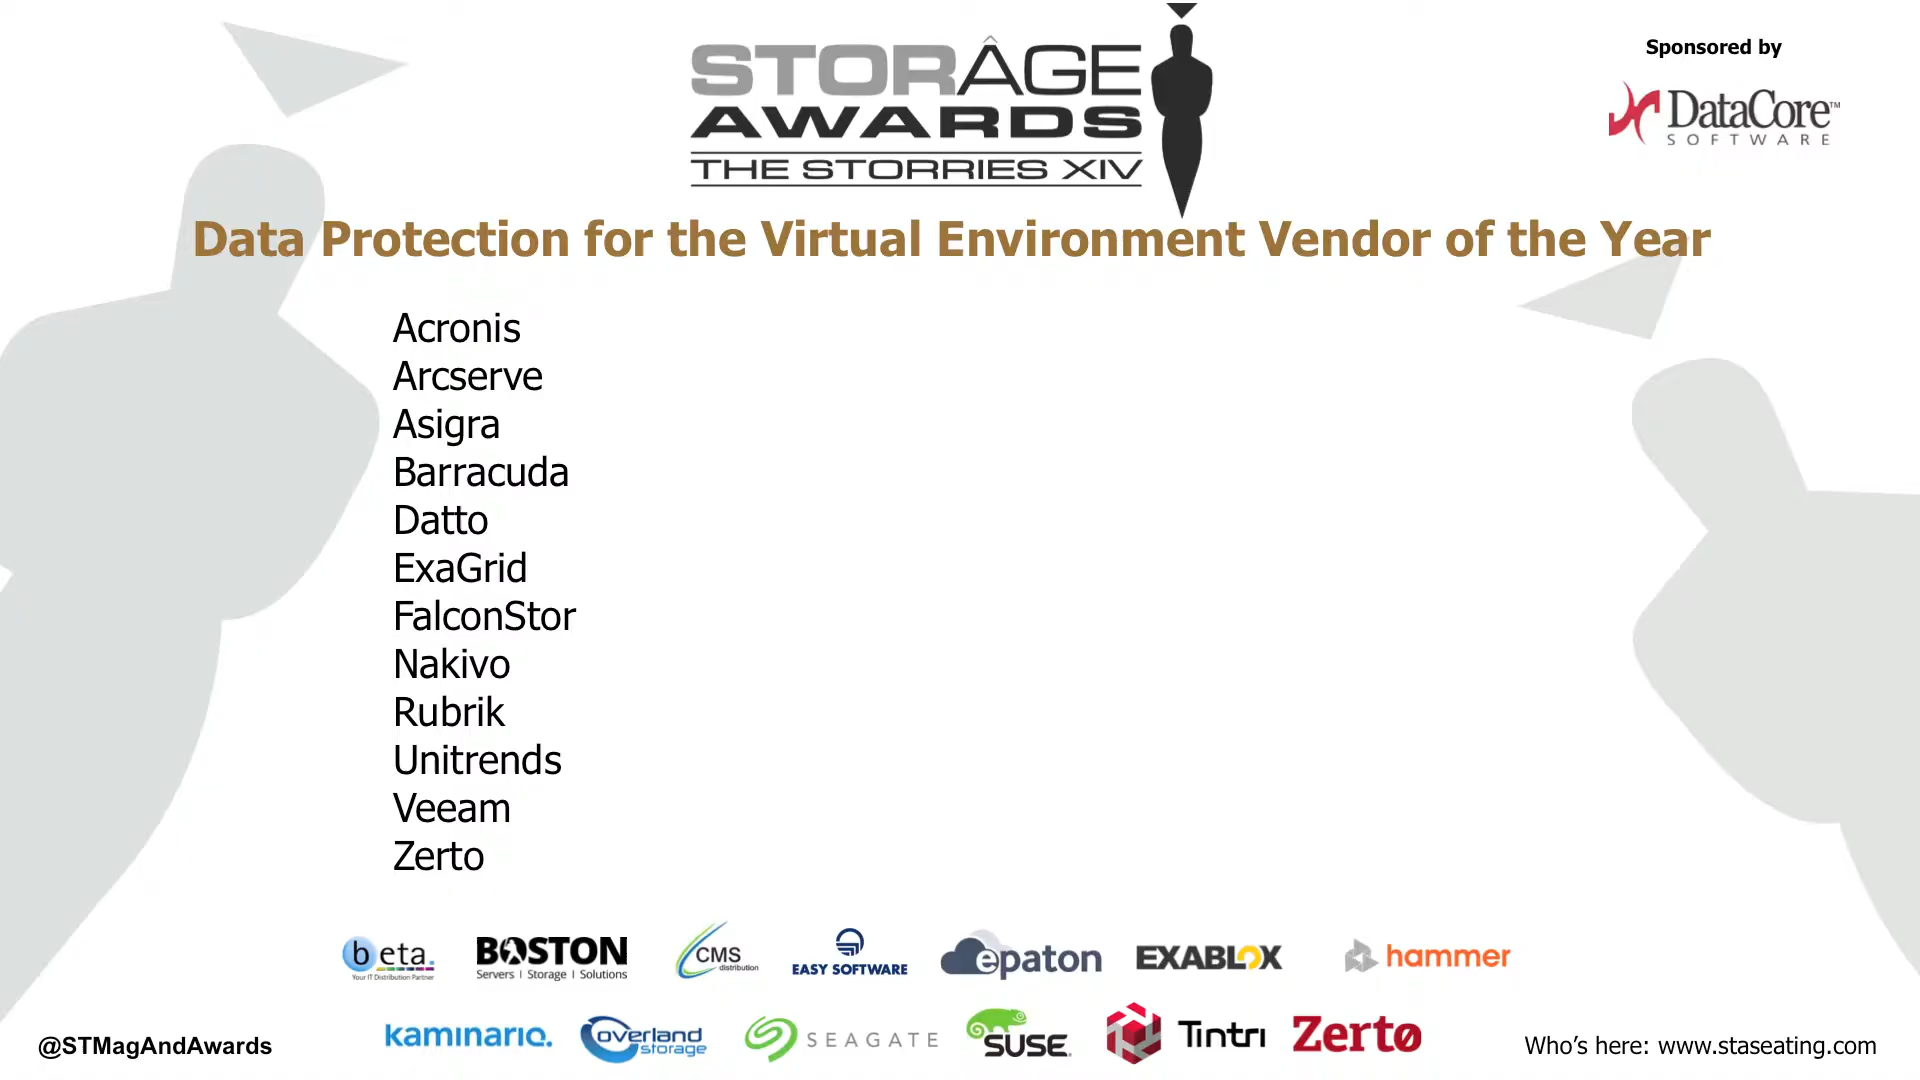 STORÂGE
AWARDS
THE STORRIES XIV
Sponsored by
DataCore™
SOFTWARE
Data Protection for the Virtual Environment Vendor of the Year
Acronis
Arcserve
Asigra
Barracuda
Datto
ExaGrid
FalconStor
Nakivo
Rubrik
Unitrends
Veeam
Zerto
beta.
Your IT Distribution Partner
BOSTON
Servers | Storage | Solutions
CMS
distribution
EASY SOFTWARE
epaton
EXABLOX
hammer
@STMagAndAwards
kaminario.
overland
storage
SEAGATE
SUSE
Tintri
Zerto
Who's here: www.staseating.com